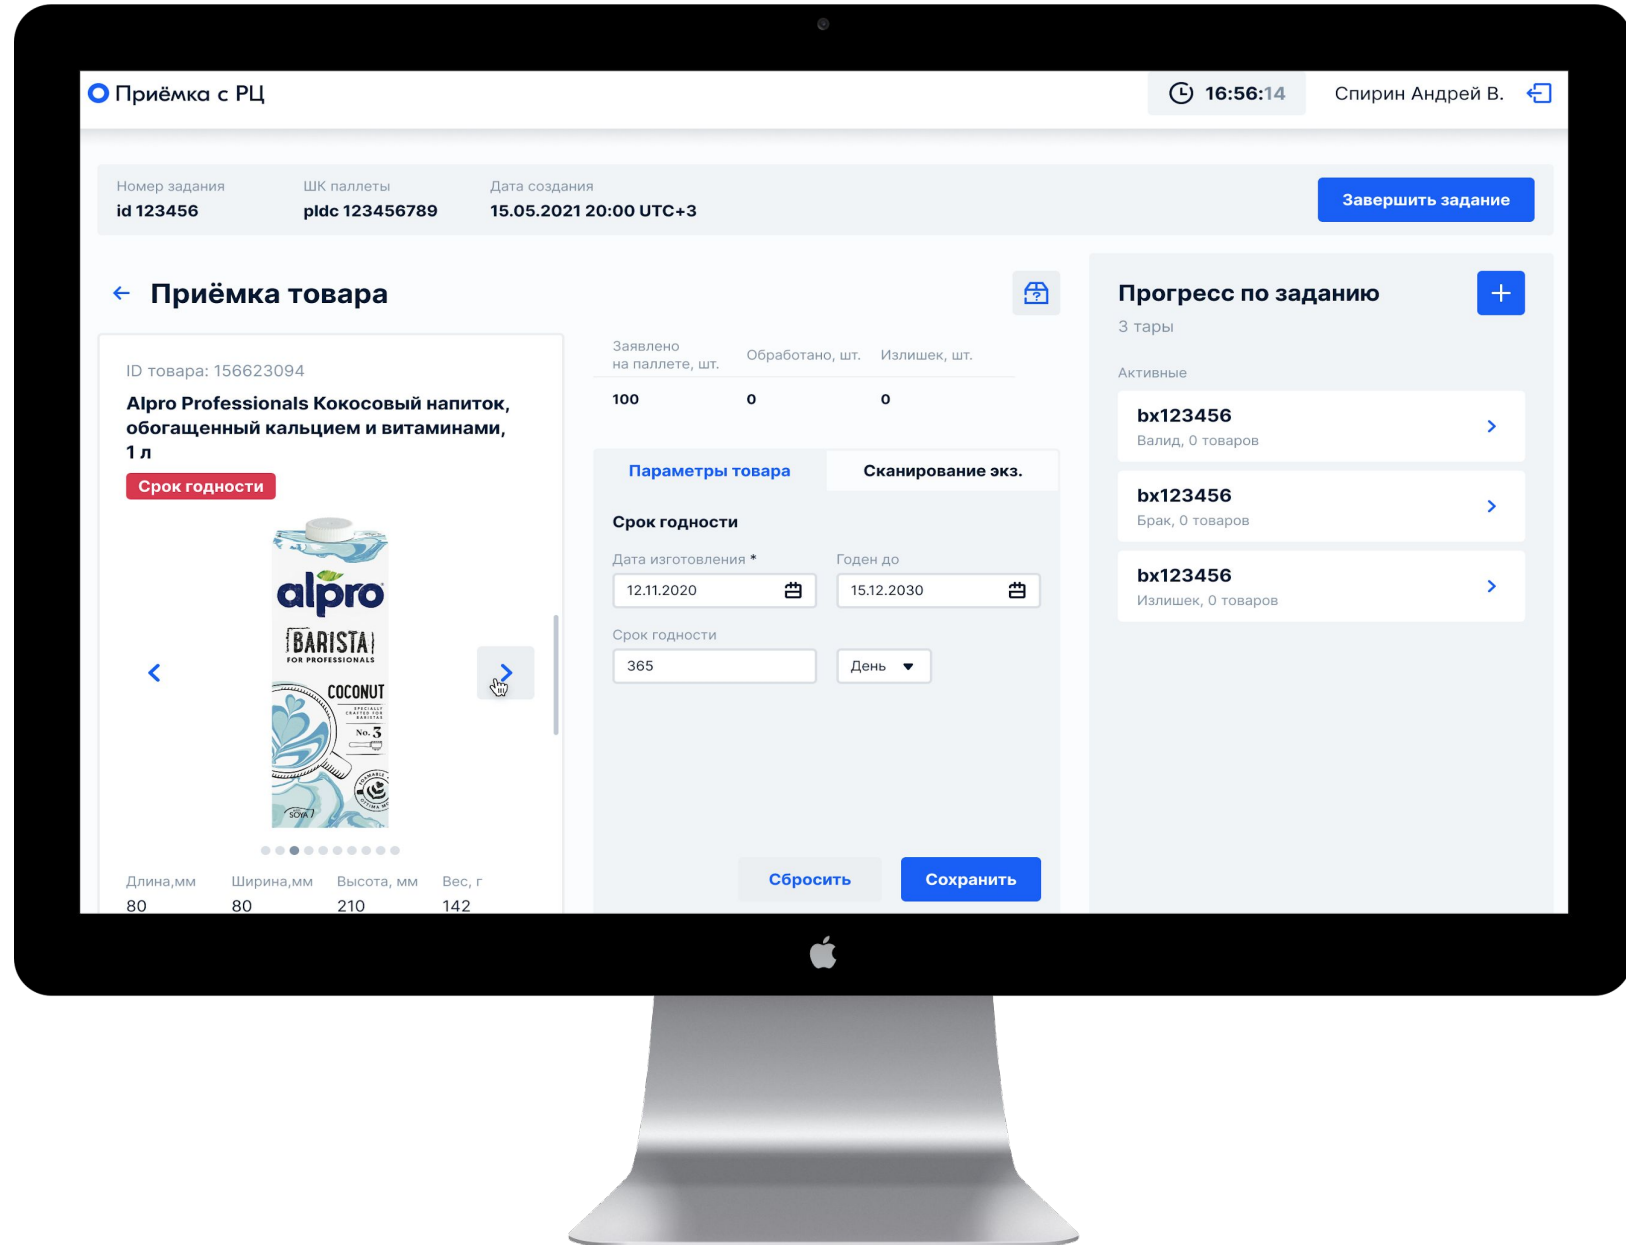 Приёмка с РЦ
16:56:14
Спирин Андрей В.
Номер задания
id 123456
ШК паллеты
pldc 123456789
Дата создания
15.05.2021 20:00 UTC+3
Завершить задание
Приёмка товара
ID товара: 156623094
Alpro Professionals Кокосовый напиток,
обогащенный кальцием и витаминами,
1 л
Срок годности
alpro
BARISTA
FOR PROFESSIONALS
COCONUT
SPECIALLY
CRAFTED FOR
BARISTAS
No. 3
SOYA
Длина,мм
Ширина,мм
Высота, мм
Вес, г
80
80
210
142
Заявлено
на паллете, шт.
Обработано, шт.
Излишек, шт.
100
0
0
Параметры товара
Сканирование экз.
Срок годности
Дата изготовления *
Годен до
12.11.2020
15.12.2030
Срок годности
365
День
Сбросить
Сохранить
Прогресс по заданию
3 тары
Активные
bx123456
Валид, 0 товаров
bx123456
Брак, 0 товаров
bx123456
Излишек, 0 товаров